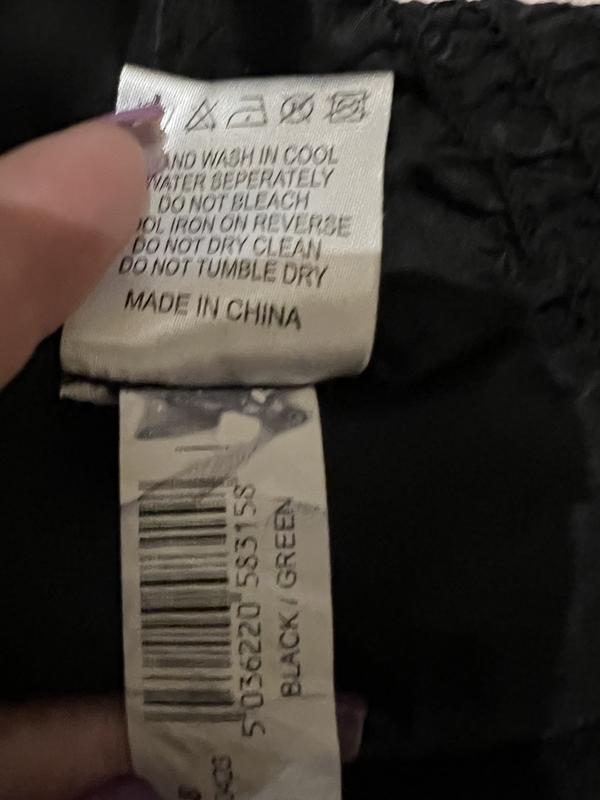 AND WASH IN COOL
WATER SEPERATELY
DO NOT BLEACH
OOL IRON ON REVERSE
DO NOT DRY CLEAN
DO NOT TUMBLE DRY
MADE IN CHINA
5 036220 583158
BLACK / GREEN